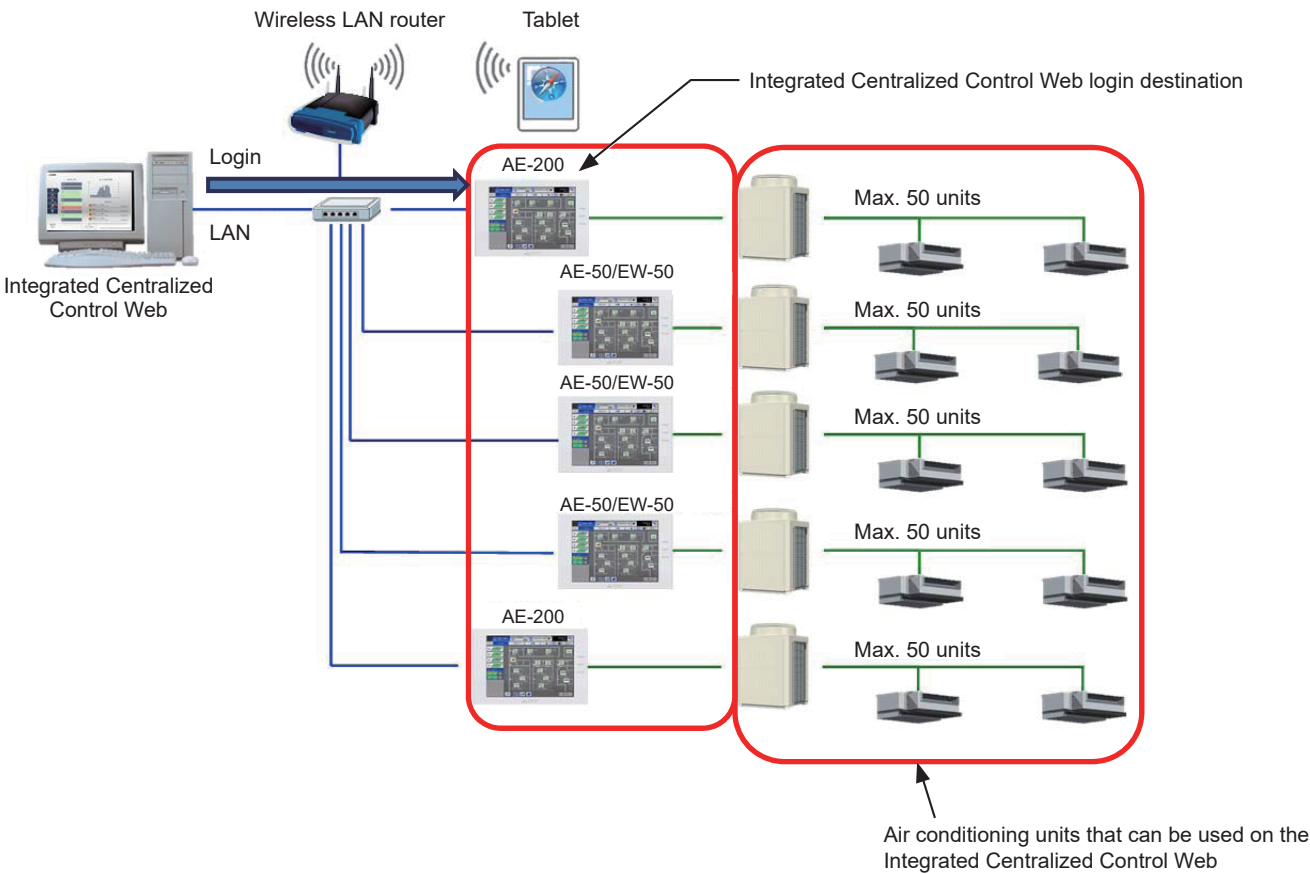 Wireless LAN router
Tablet
Integrated Centralized Control Web login destination
Login
AE-200
Max. 50 units
LAN
AE-50/EW-50
Integrated Centralized
Control Web
Max. 50 units
AE-50/EW-50
Max. 50 units
AE-50/EW-50
Max. 50 units
AE-200
Max. 50 units
Air conditioning units that can be used on the
Integrated Centralized Control Web